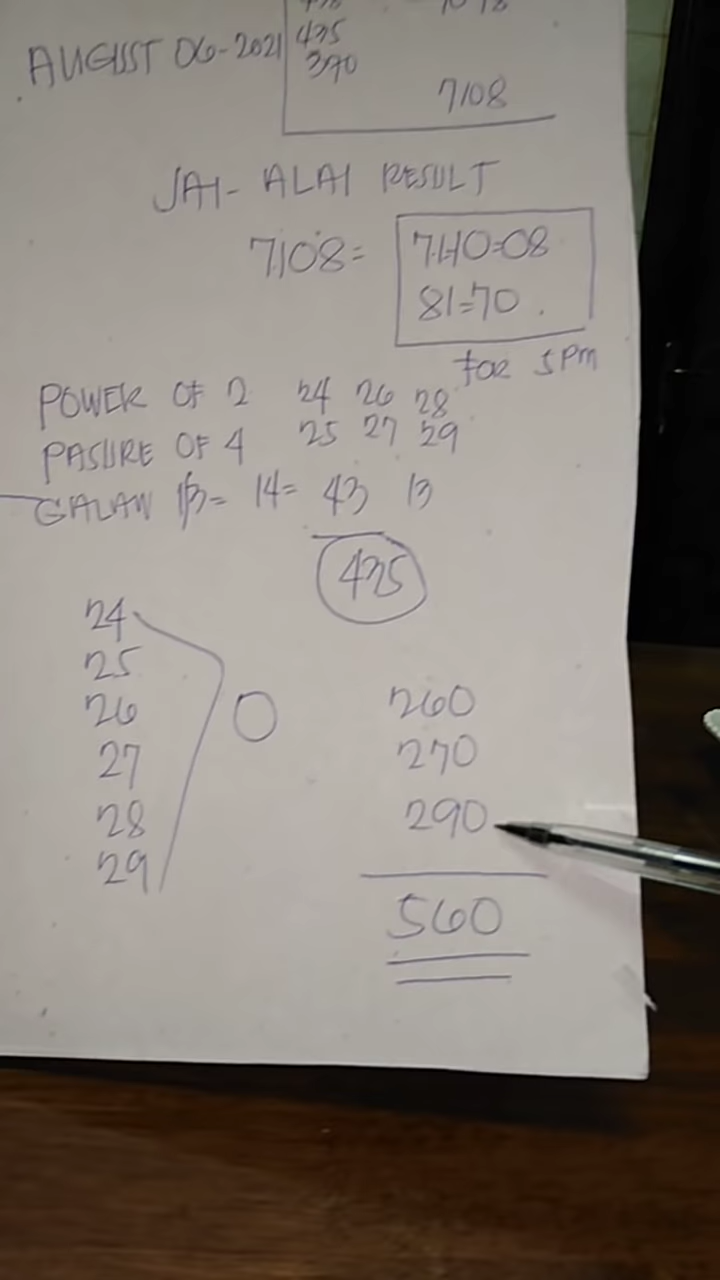 AUGUST 06-2021
435
390
7108
JAI-ALAI RESULT
7108= 71-10=08
81=70.
FOR 5PM
POWER OF 2 24 26 28
PASURE OF 4 25 27 29
GALAW 13= 14= 43 13
435
24
25
26
27
28
29
0
260
270
290
560